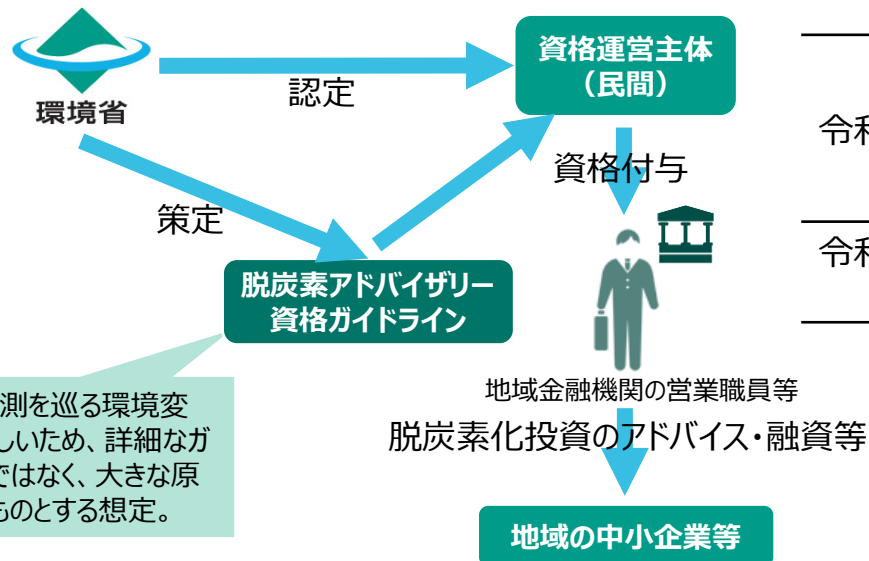 環境省
認定
資格運営主体
（民間）
令和
資格付与
策定
令和
脱炭素アドバイザリー
資格ガイドライン
地域金融機関の営業職員等
測を巡る環境変
しいため、詳細なガ
ではなく、大きな原
ものとする想定。
脱炭素化投資のアドバイス・融資等
地域の中小企業等